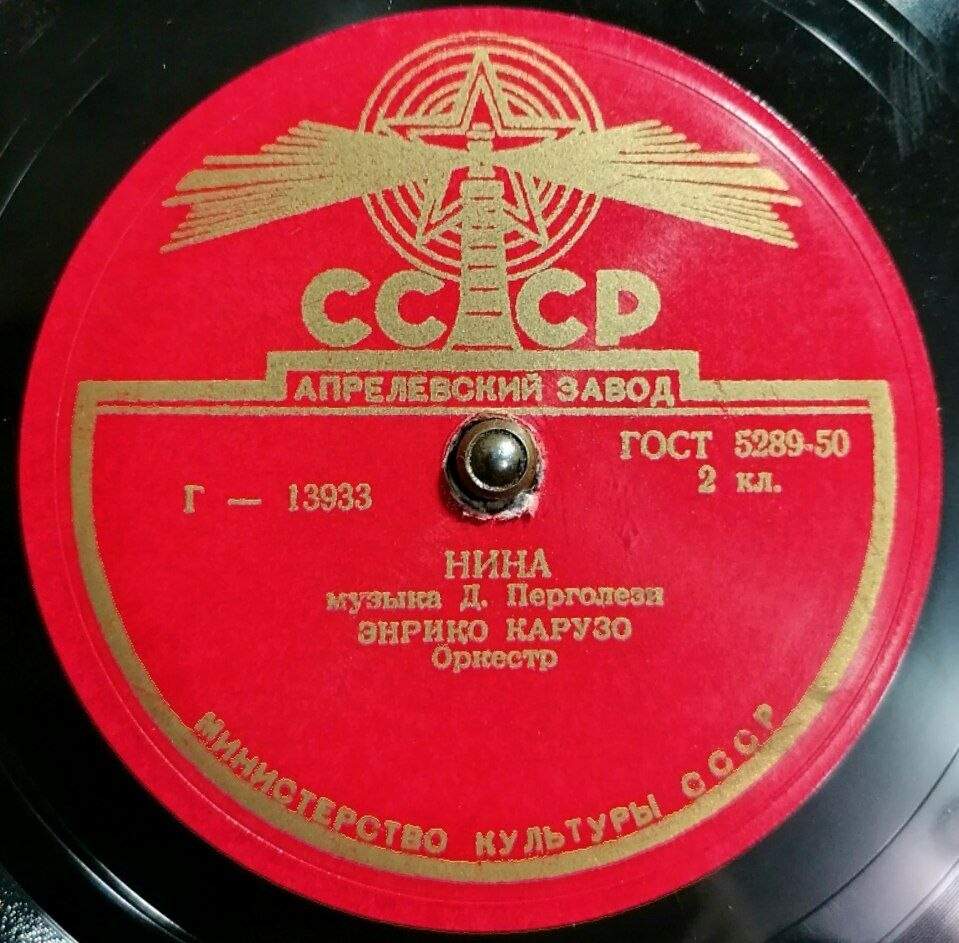 СССР
АПРЕЛЕВСКИЙ ЗАВОД
ГОСТ 5289-50
2 кл.
Г — 13933
НИНА
музыка Д. Перголези
ЭНРИКО КАРУЗО
Оркестр
МИНИСТЕРСТВО КУЛЬТУРЫ СССР